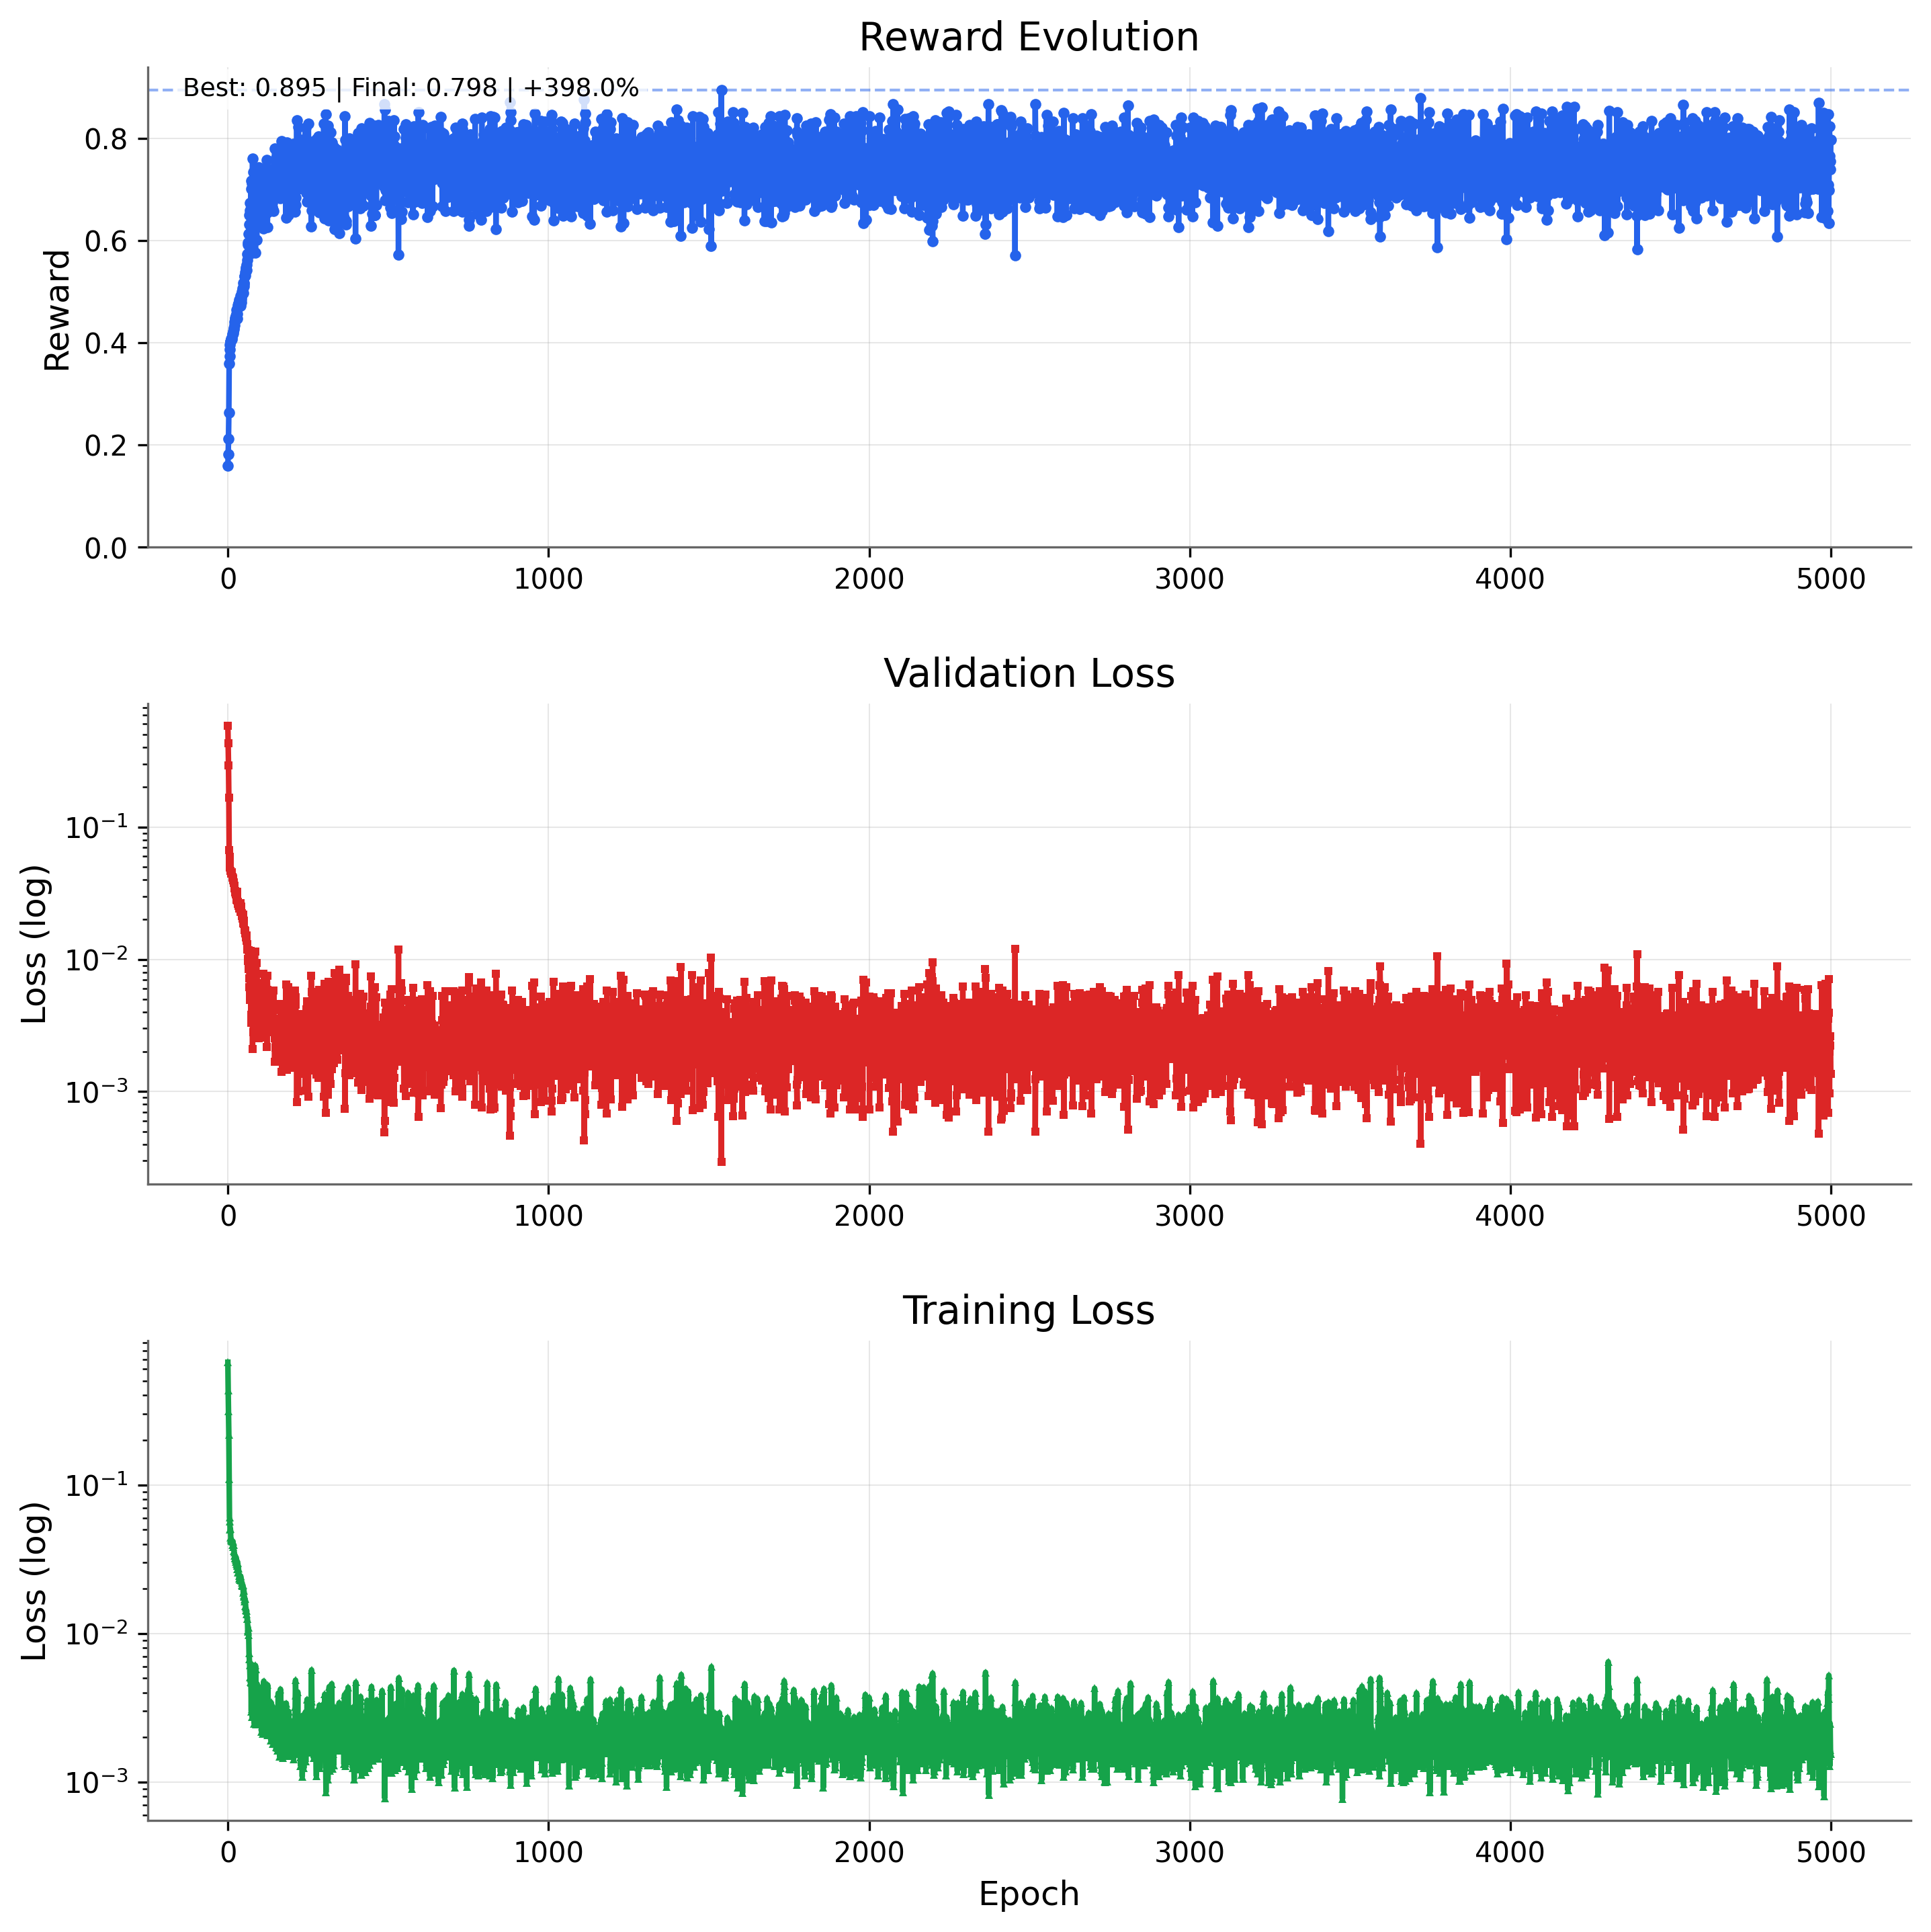 Reward Evolution
Best: 0.895 | Final: 0.798 | +398.0%
Reward
0.8
0.6
0.4
0.2
0.0
0 1000 2000 3000 4000 5000
Validation Loss
Loss (log)
10⁻¹
10⁻²
10⁻³
0 1000 2000 3000 4000 5000
Training Loss
Loss (log)
10⁻¹
10⁻²
10⁻³
0 1000 2000 3000 4000 5000
Epoch